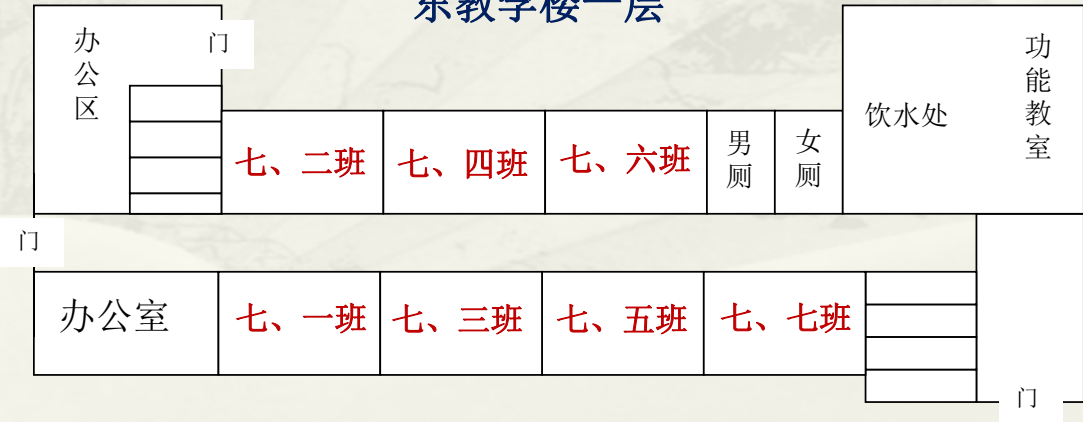 东教学楼一层
办公区
门
七、二班
七、四班
七、六班
男厕
女厕
饮水处
功能教室
门
办公室
七、一班
七、三班
七、五班
七、七班
门